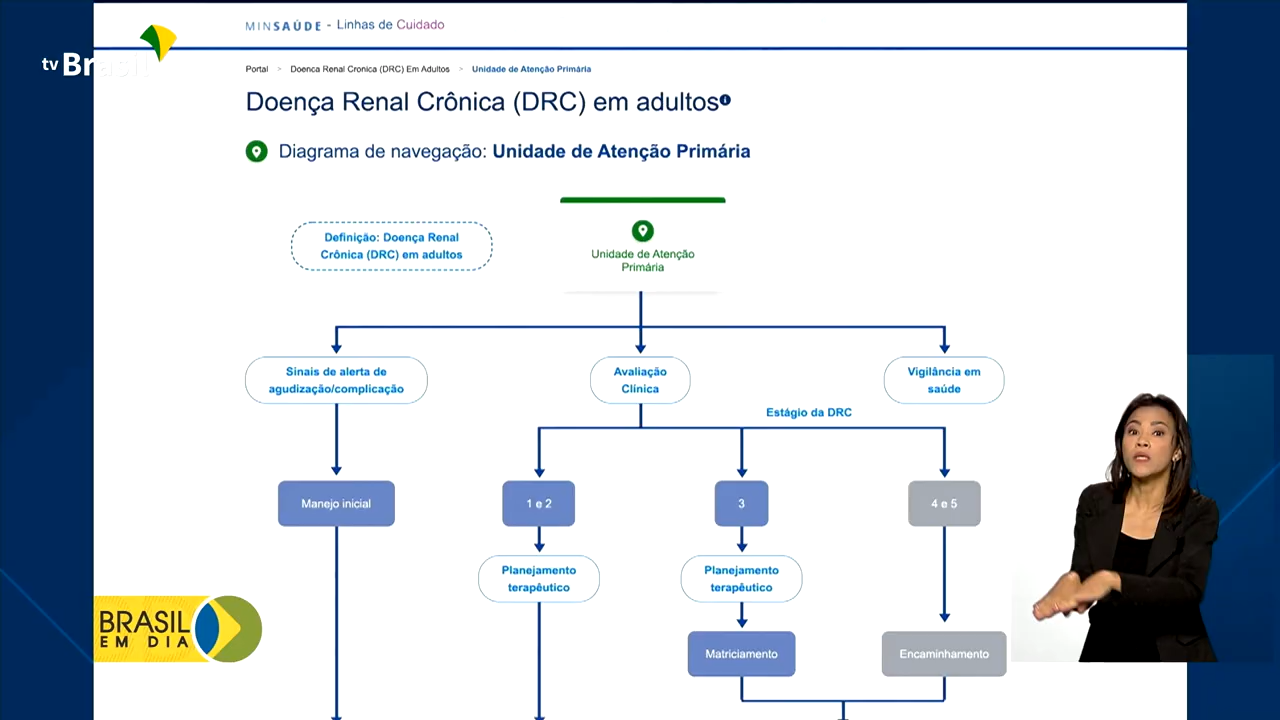 MINSAÚDE - Linhas de Cuidado
tv Brasil
Portal > Doenca Renal Cronica (DRC) Em Adultos > Unidade de Atenção Primária
Doença Renal Crônica (DRC) em adultos
Diagrama de navegação: Unidade de Atenção Primária
Definição: Doença Renal
Crônica (DRC) em adultos
Unidade de Atenção
Primária
Sinais de alerta de
agudização/complicação
Avaliação
Clínica
Vigilância em
saúde
Estágio da DRC
Manejo inicial
1 e 2
3
4 e 5
Planejamento
terapêutico
Planejamento
terapêutico
Matriciamento
Encaminhamento
BRASIL
EM DIA